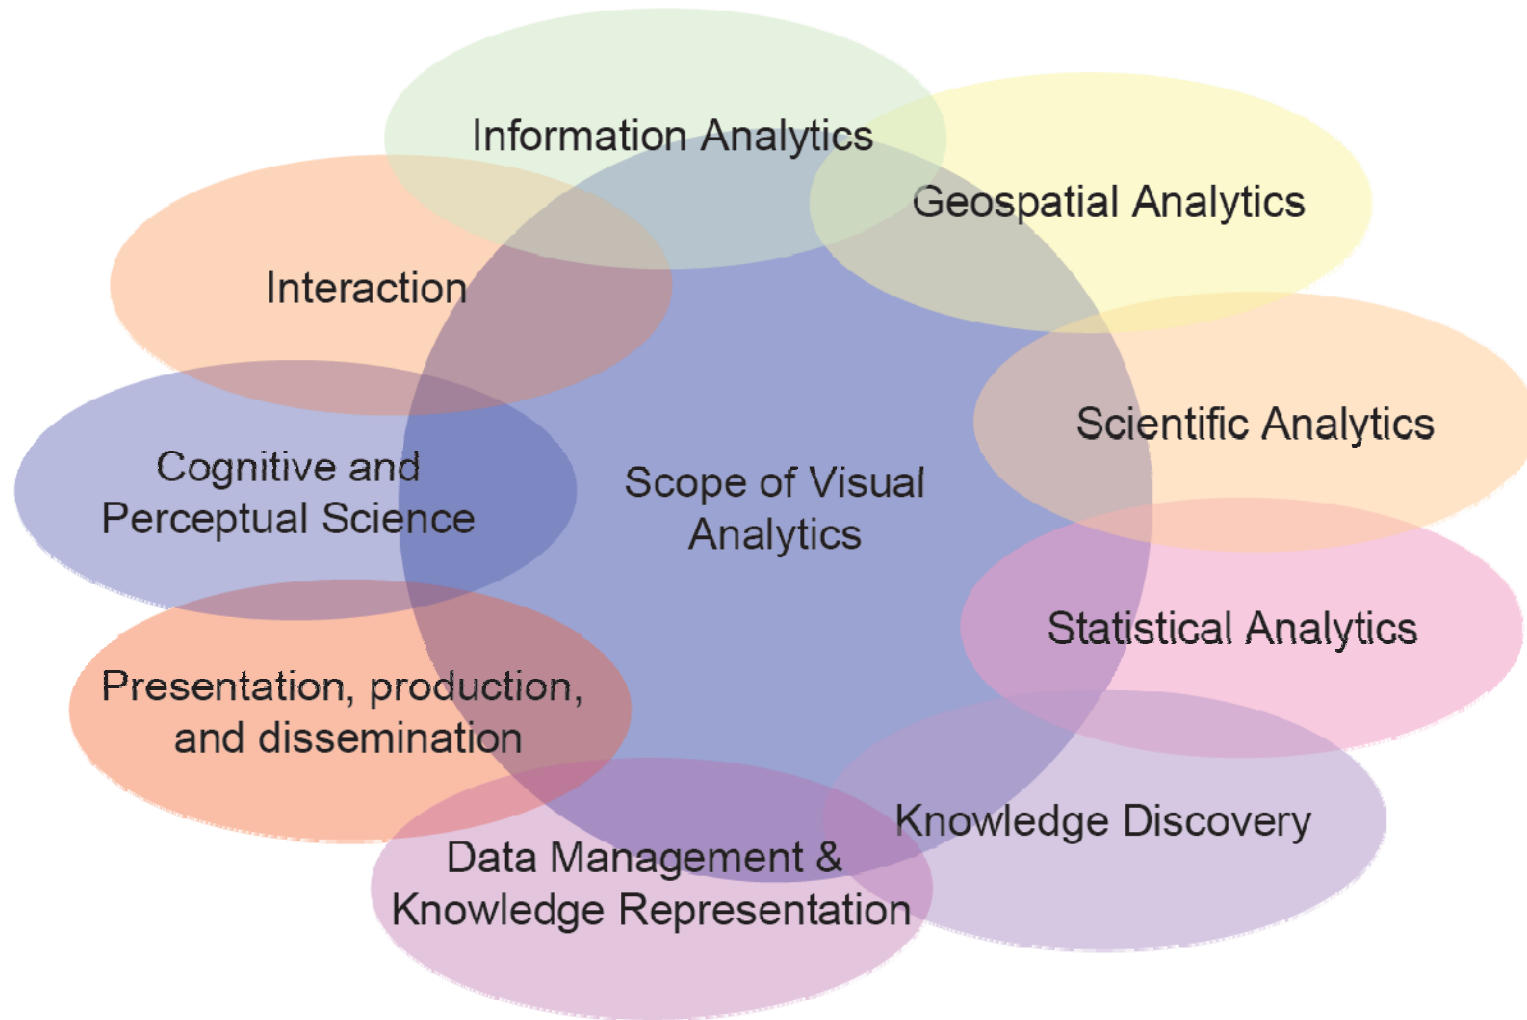 Information Analytics
Geospatial Analytics
Interaction
Scientific Analytics
Cognitive and
Perceptual Science
Scope of Visual
Analytics
Statistical Analytics
Presentation, production,
and dissemination
Knowledge Discovery
Data Management &
Knowledge Representation